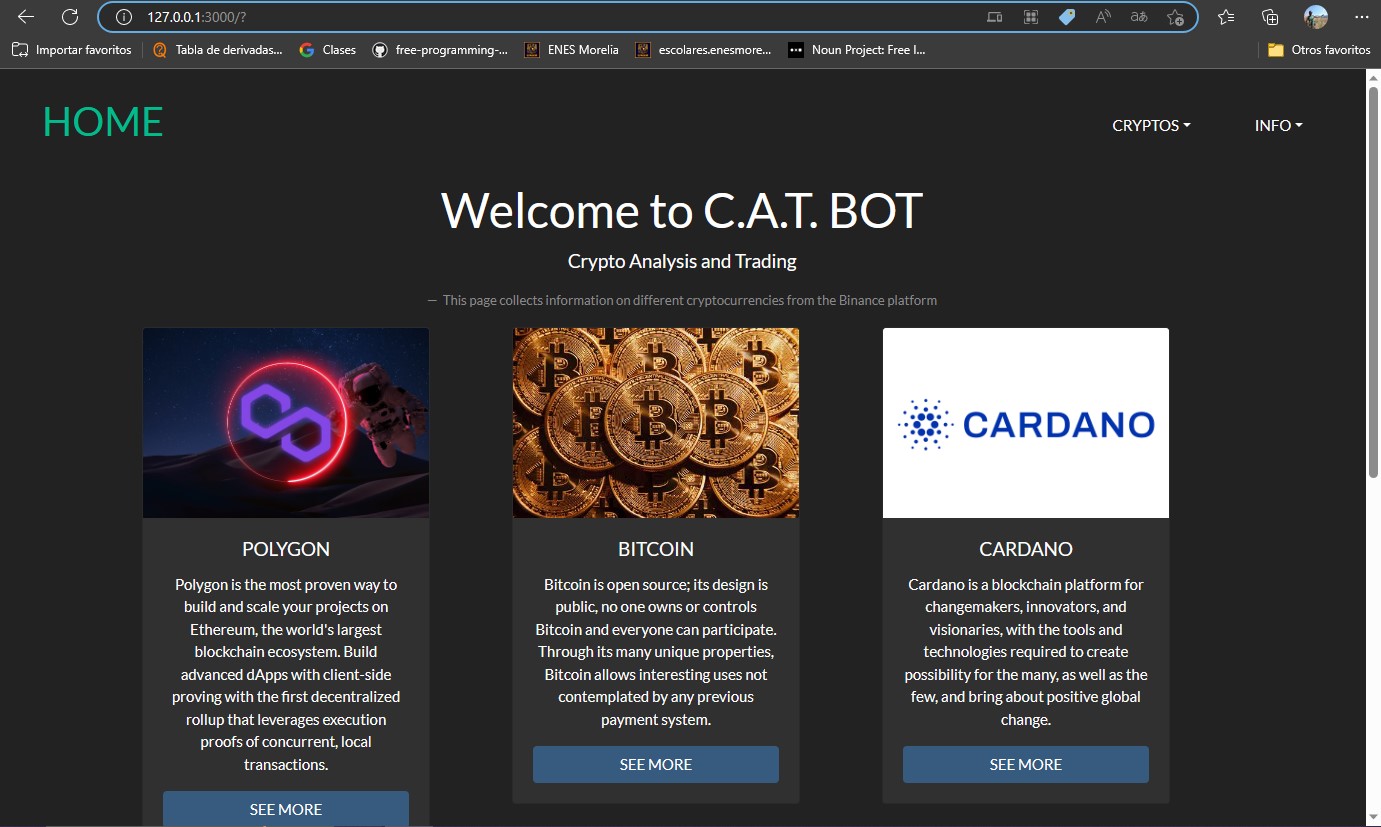 127.0.0.1:3000/?
Importar favoritos
Tabla de derivadas...
Clases
free-programming-...
ENES Morelia
escolares.enesmore...
Noun Project: Free I...
Otros favoritos
HOME
CRYPTOS
INFO
Welcome to C.A.T. BOT
Crypto Analysis and Trading
— This page collects information on different cryptocurrencies from the Binance platform
CARDANO
POLYGON
Polygon is the most proven way to
build and scale your projects on
Ethereum, the world's largest
blockchain ecosystem. Build
advanced dApps with client-side
proving with the first decentralized
rollup that leverages execution
proofs of concurrent, local
transactions.
SEE MORE
BITCOIN
Bitcoin is open source; its design is
public, no one owns or controls
Bitcoin and everyone can participate.
Through its many unique properties,
Bitcoin allows interesting uses not
contemplated by any previous
payment system.
SEE MORE
CARDANO
Cardano is a blockchain platform for
changemakers, innovators, and
visionaries, with the tools and
technologies required to create
possibility for the many, as well as the
few, and bring about positive global
change.
SEE MORE